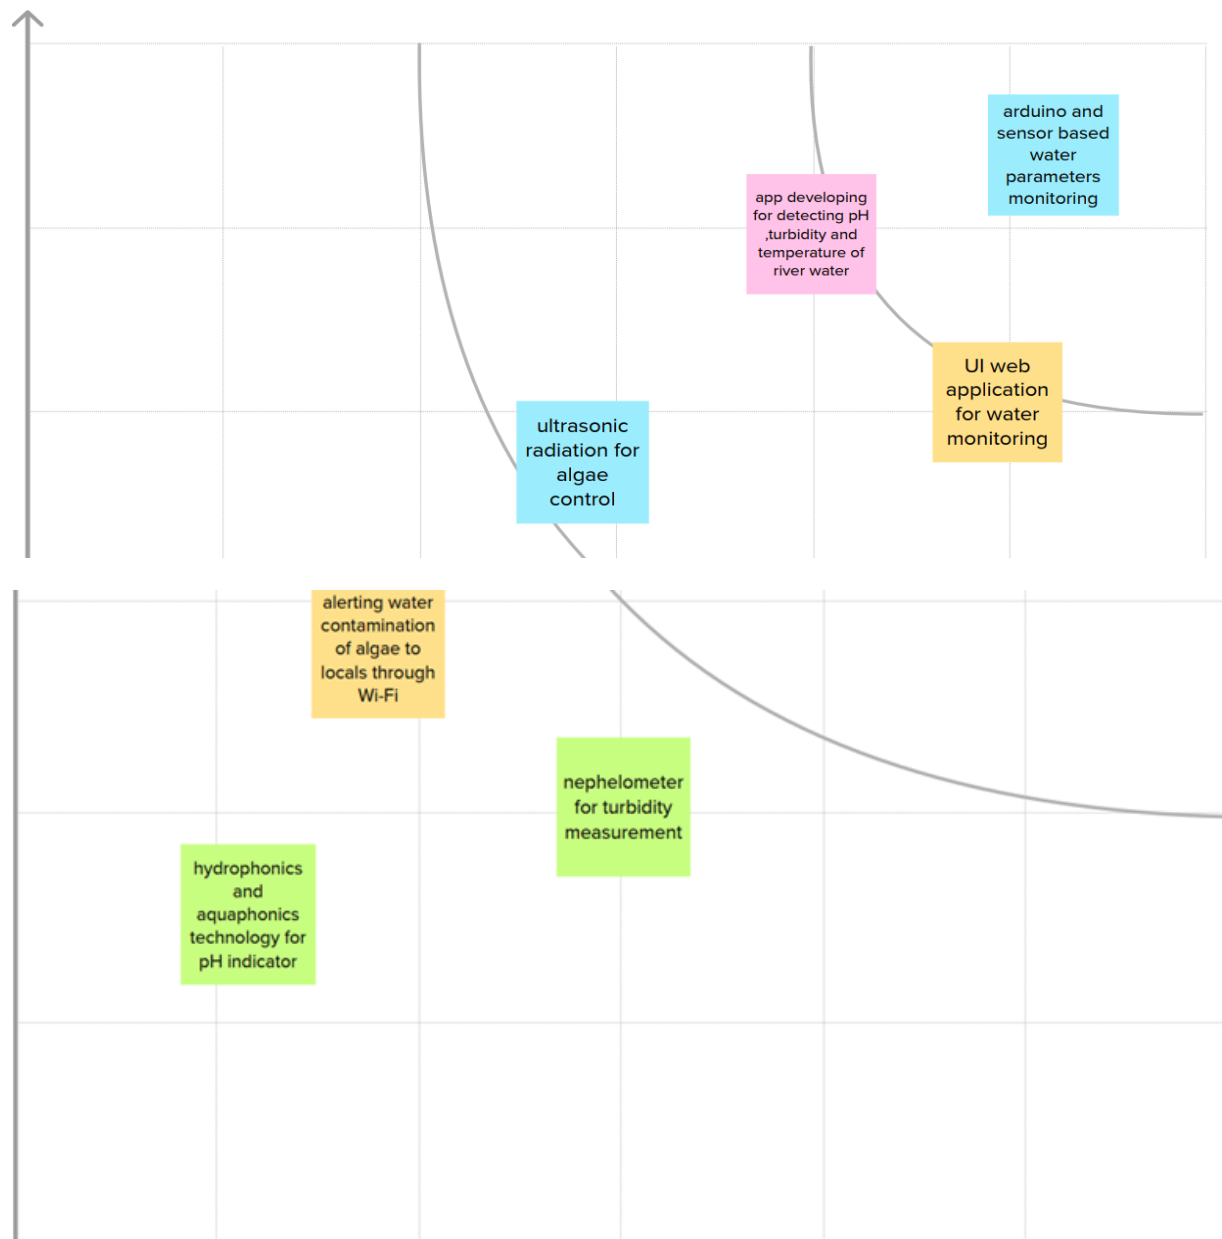 arduino and
sensor based
water
parameters
monitoring
app developing
for detecting pH
,turbidity and
temperature of
river water
UI web
application
for water
monitoring
ultrasonic
radiation for
algae
control
alerting water
contamination
of algae to
locals through
Wi-Fi
nephelometer
for turbidity
measurement
hydrophonics
and
aquaphonics
technology for
pH indicator